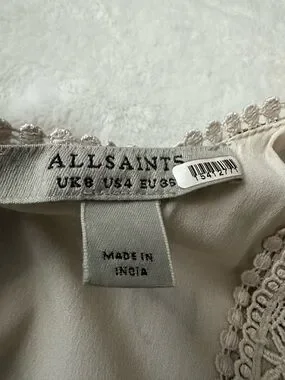 ALLSAINTS
UK8 US4 EU36
MADE IN
INDIA